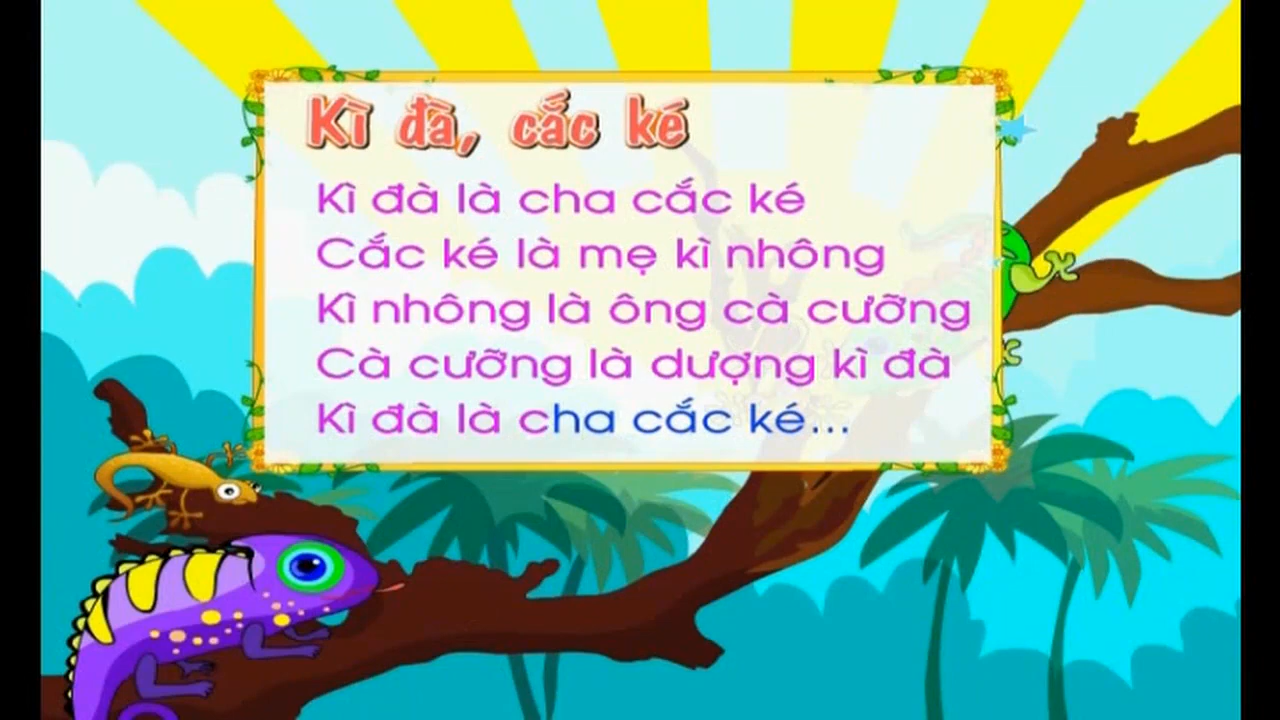 Kì đà, cắc ké
Kì đà là cha cắc ké
Cắc ké là mẹ kì nhông
Kì nhông là ông cà cưỡng
Cà cưỡng là dượng kì đà
Kì đà là cha cắc ké...